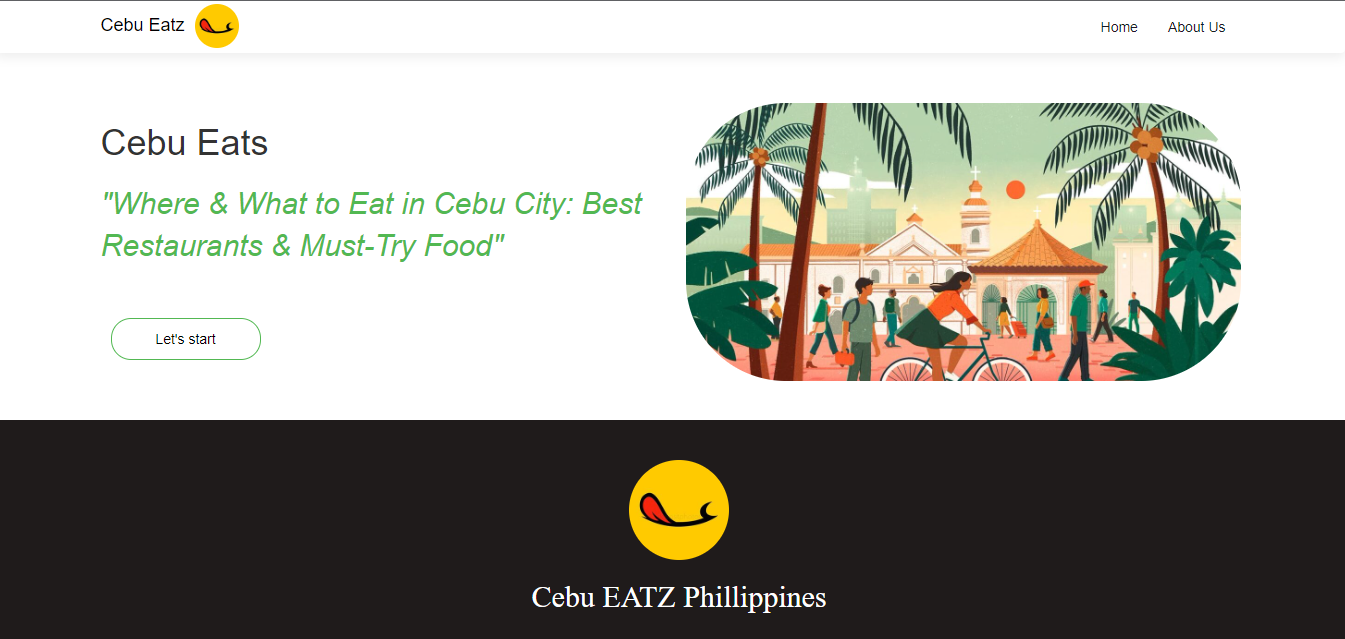 Cebu Eatz
Home
About Us
Cebu Eats
"Where & What to Eat in Cebu City: Best
Restaurants & Must-Try Food"
Let's start
Cebu EATZ Phillippines